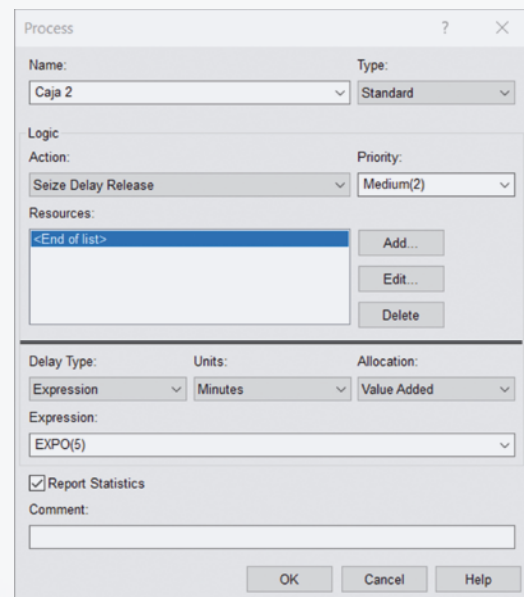 Process ?
Name: Type:
Caja 2 Standard
Logic
Action: Priority:
Seize Delay Release Medium(2)
Resources:
<End of list>
Add...
Edit...
Delete
Delay Type: Units: Allocation:
Expression Minutes Value Added
Expression:
EXPO(5)
Report Statistics
Comment:
OK Cancel Help